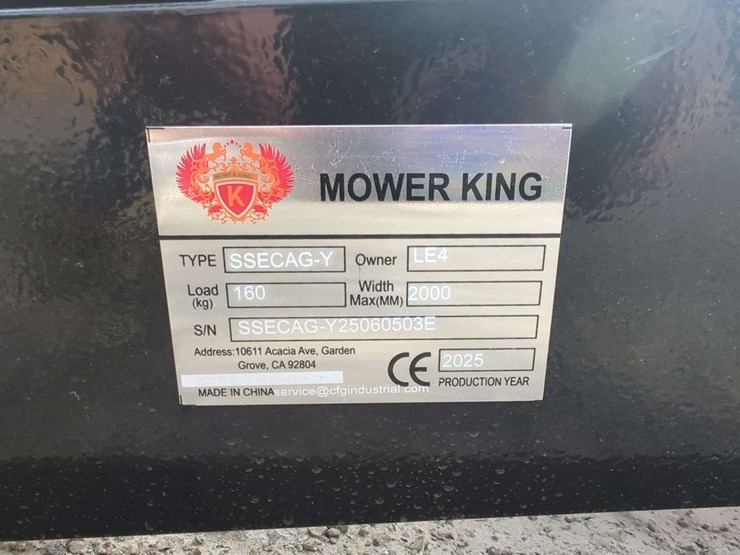 K
MOWER KING
TYPE SSECAG-Y Owner LE4
Load (kg) 160 Width Max(MM) 2000
S/N SSECAG-Y25060503E
Address:10611 Acacia Ave, Garden
Grove, CA 92804
CE 2025
PRODUCTION YEAR
MADE IN CHINA service@cfgindustrial.com